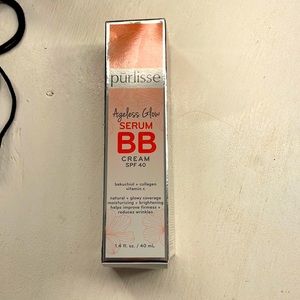 pürlisse
Ageless Glow
SERUM
BB
CREAM
SPF 40
bakuchiol + collagen
vitamin c
natural + glowy coverage
moisturizing + brightening
helps improve firmness +
reduces wrinkles
1.4 fl. oz. / 40 mL